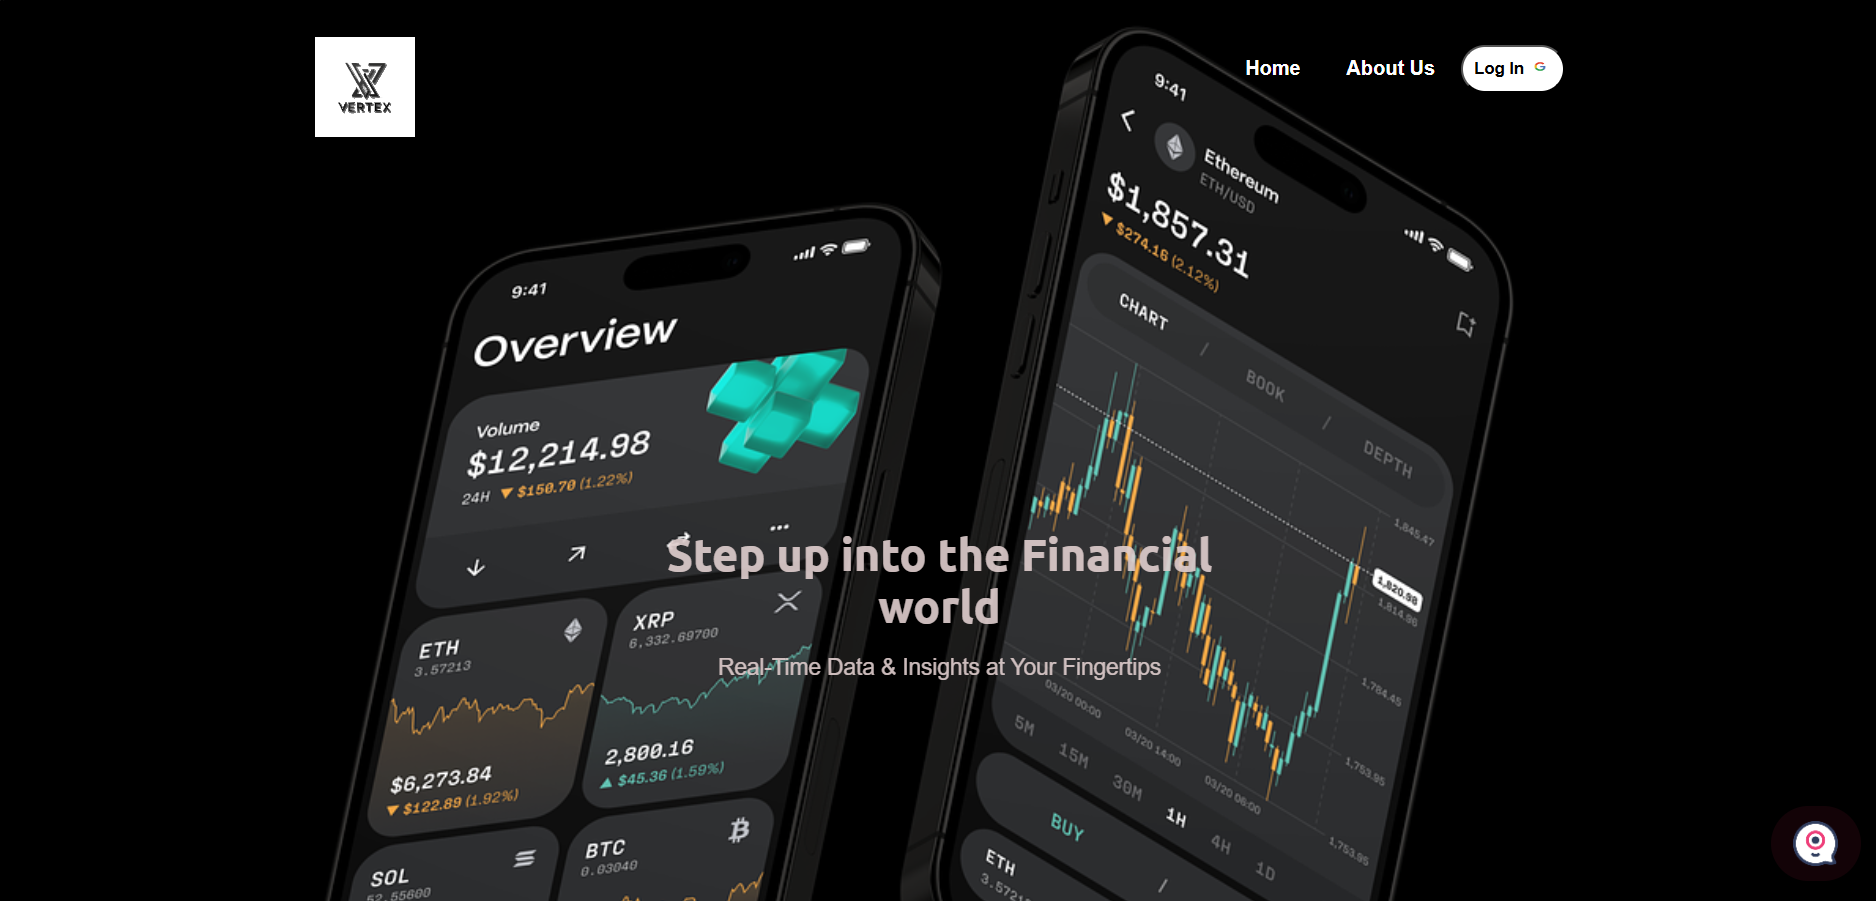 VERTEX
Home
About Us
Log In
9:41
Overview
Volume
$12,214.98
24H ▼ $150.70 (1.22%)
ETH
3.57213
$6,273.84
▼ $122.89 (1.92%)
XRP
6,332.69700
2,800.16
▲ $45.36 (1.59%)
SOL
52.55600
BTC
0.03040
9:41
Ethereum
ETH/USD
$1,857.31
▼ $274.16 (2.12%)
CHART / BOOK / DEPTH
1,845.47
1,820.98
1,814.96
1,784.45
1,753.95
1,753.95
03/20 00:00
03/20 14:00
03/20 06:00
5M 15M 30M 1H 4H 1D
BUY /
ETH
3.57213
Step up into the Financial
world
Real-Time Data & Insights at Your Fingertips